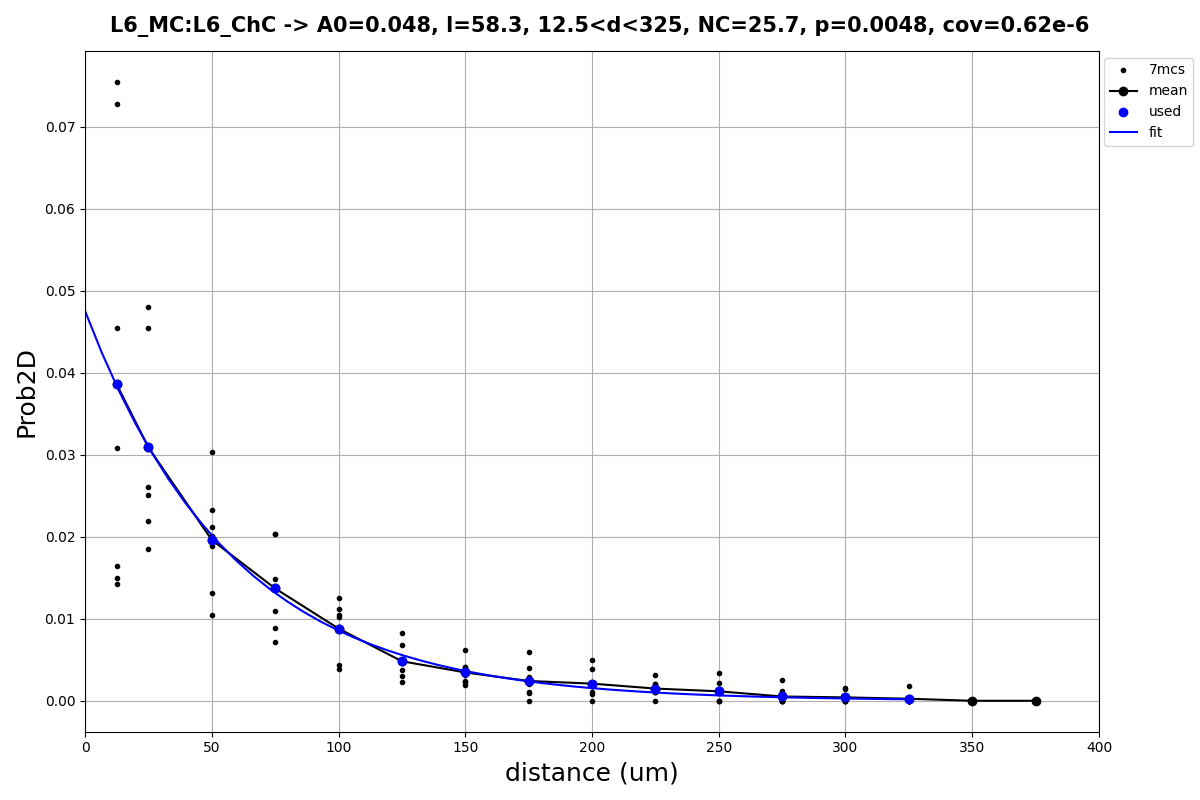 L6_MC:L6_ChC -> A0=0.048, l=58.3, 12.5<d<325, NC=25.7, p=0.0048, cov=0.62e-6
7mcs
mean
used
fit
0.07
0.06
0.05
0.04
0.03
0.02
0.01
0.00
Prob2D
0 50 100 150 200 250 300 350 400
distance (um)